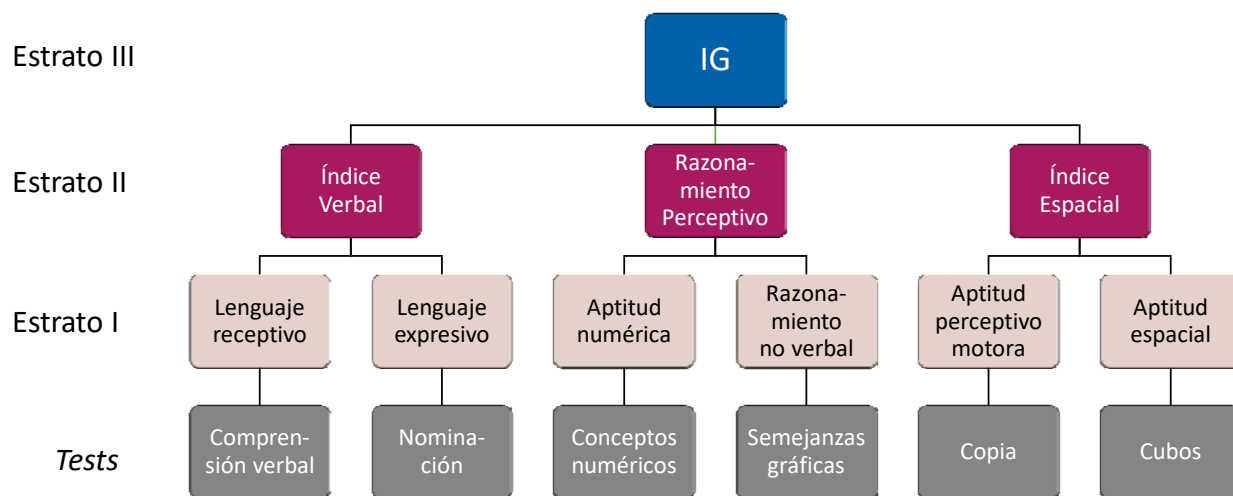 Estrato III
IG
Estrato II
Índice
Verbal
Razona-
miento
Perceptivo
Índice
Espacial
Estrato I
Lenguaje
receptivo
Lenguaje
expresivo
Aptitud
numérica
Razona-
miento
no verbal
Aptitud
perceptivo
motora
Aptitud
espacial
Tests
Compren-
sión verbal
Nomina-
ción
Conceptos
numéricos
Semejanzas
gráficas
Copia
Cubos